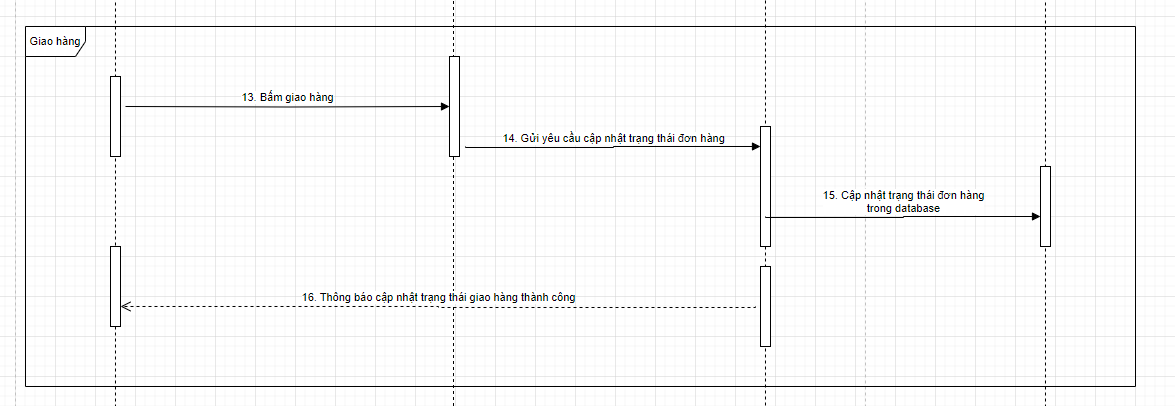 Giao hàng
13. Bấm giao hàng
14. Gửi yêu cầu cập nhật trạng thái đơn hàng
15. Cập nhật trạng thái đơn hàng
trong database
16. Thông báo cập nhật trạng thái giao hàng thành công